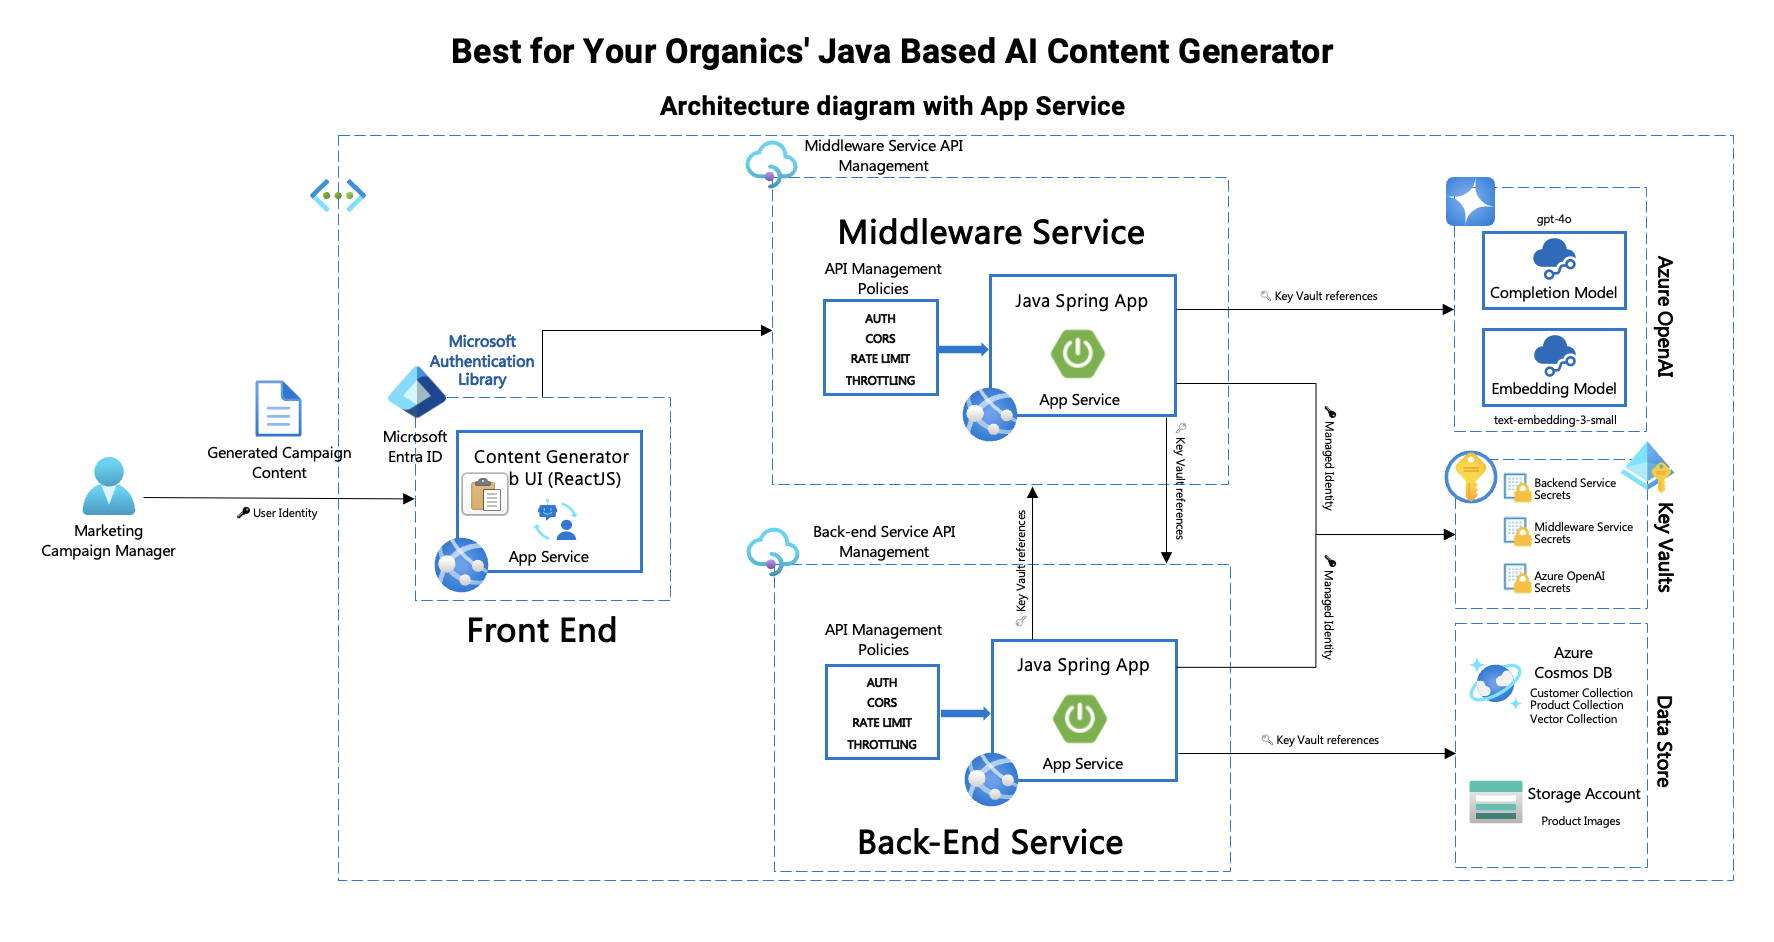 Best for Your Organics' Java Based AI Content Generator
Architecture diagram with App Service
Middleware Service API
Management
Middleware Service
API Management
Policies
AUTH
CORS
RATE LIMIT
THROTTLING
Java Spring App
App Service
Key Vault references
gpt-4o
Completion Model
Embedding Model
text-embedding-3-small
Azure OpenAI
Microsoft
Authentication
Library
Microsoft
Entra ID
Generated Campaign
Content
Marketing
Campaign Manager
User Identity
Content Generator
b UI (ReactJS)
App Service
Front End
Key Vault references
Key Vault references
Managed Identity
Managed Identity
Backend Service
Secrets
Middleware Service
Secrets
Azure OpenAI
Secrets
Key Vaults
Back-end Service API
Management
API Management
Policies
AUTH
CORS
RATE LIMIT
THROTTLING
Java Spring App
App Service
Back-End Service
Key Vault references
Azure
Cosmos DB
Customer Collection
Product Collection
Vector Collection
Storage Account
Product Images
Data Store